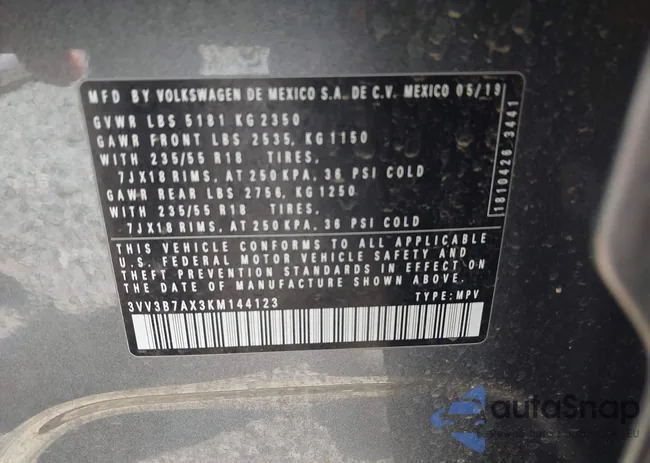 MFD BY VOLKSWAGEN DE MEXICO S.A. DE C.V. MEXICO 05/19
GVWR LBS 5181 KG 2350
GAWR FRONT LBS 2535, KG 1150
WITH 235/55 R18 TIRES,
7JX18 RIMS, AT 250 KPA, 36 PSI COLD
GAWR REAR LBS 2756, KG 1250
WITH 235/55 R18 TIRES,
7JX18 RIMS, AT 250 KPA, 36 PSI COLD
1810426 3441
THIS VEHICLE CONFORMS TO ALL APPLICABLE
U.S. FEDERAL MOTOR VEHICLE SAFETY AND
THEFT PREVENTION STANDARDS IN EFFECT ON
THE DATE OF MANUFACTURE SHOWN ABOVE.
3VV3B7AX3KM144123 TYPE: MPV
autoSnap